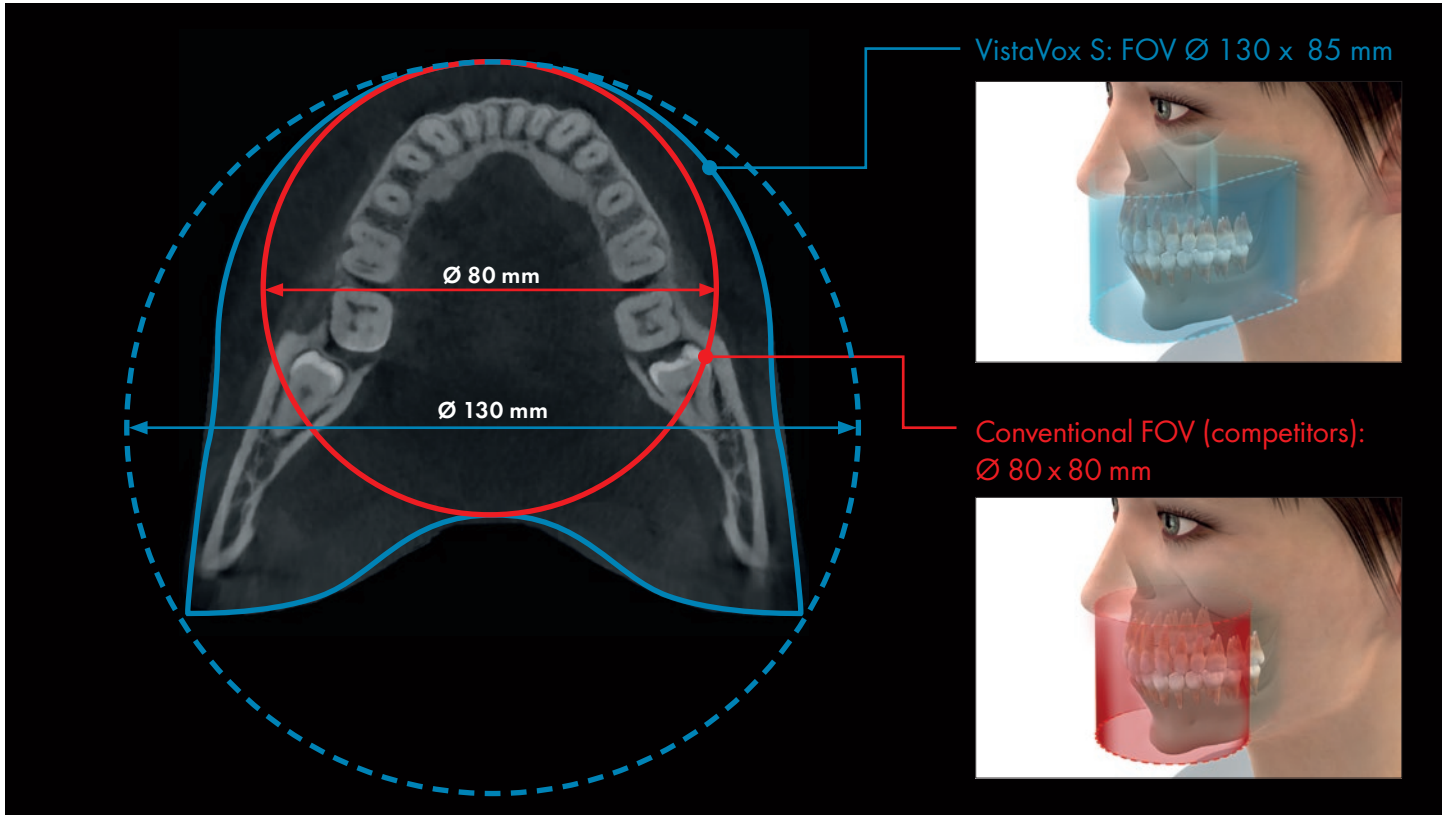 VistaVox S: FOV Ø 130 x 85 mm
Ø 80 mm
Ø 130 mm
Conventional FOV (competitors):
Ø 80 x 80 mm